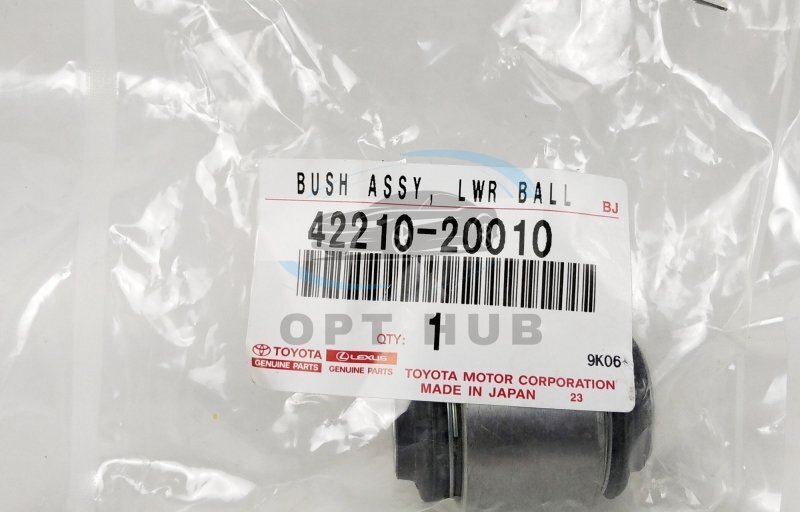 BUSH ASSY, LWR BALL
BJ
42210-20010
OPT HUB
QTY: 1
9K06
TOYOTA
GENUINE PARTS
LEXUS
GENUINE PARTS
TOYOTA MOTOR CORPORATION
MADE IN JAPAN 23